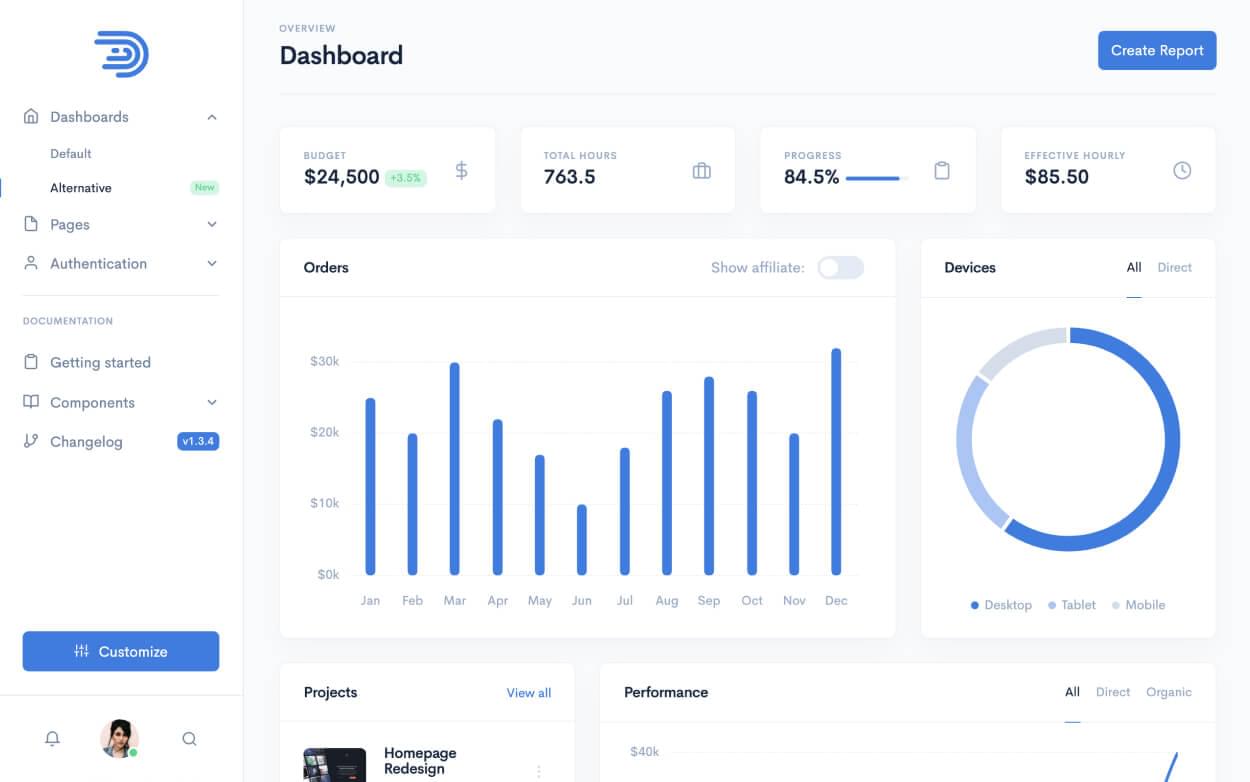 Dashboards
Default
Alternative New
Pages
Authentication
DOCUMENTATION
Getting started
Components
Changelog v1.3.4
Customize
OVERVIEW
Dashboard
Create Report
BUDGET
$24,500 +3.5%
TOTAL HOURS
763.5
PROGRESS
84.5%
EFFECTIVE HOURLY
$85.50
Orders
Show affiliate:
$30k
$20k
$10k
$0k
Jan Feb Mar Apr May Jun Jul Aug Sep Oct Nov Dec
Devices
All Direct
Desktop Tablet Mobile
Projects
View all
Homepage
Redesign
Performance
All Direct Organic
$40k